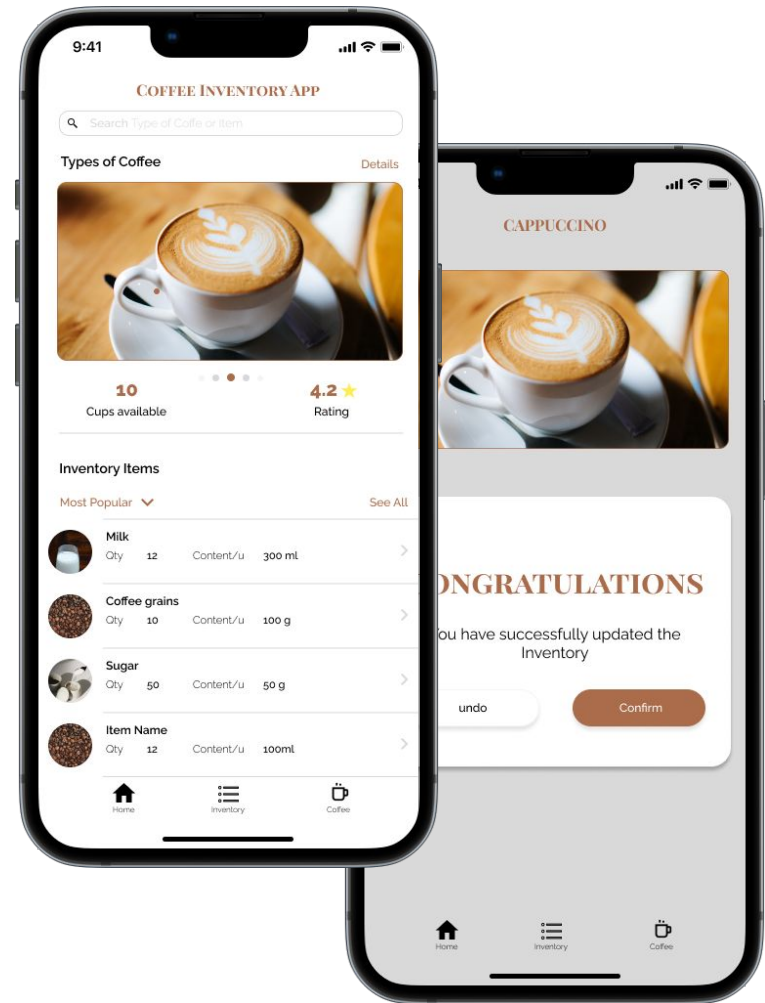 9:41
COFFEE INVENTORY APP
Search Type of Coffe or Item
Types of Coffee
Details
10
4.2
Cups available
Rating
Inventory Items
Most Popular
See All
Milk
Qty 12 Content/u 300 ml
Coffee grains
Qty 10 Content/u 100 g
Sugar
Qty 50 Content/u 50 g
Item Name
Qty 12 Content/u 100ml
Home Inventory Coffee
CAPPUCCINO
ONGRATULATIONS
ou have successfully updated the
Inventory
undo Confirm
Home Inventory Coffee